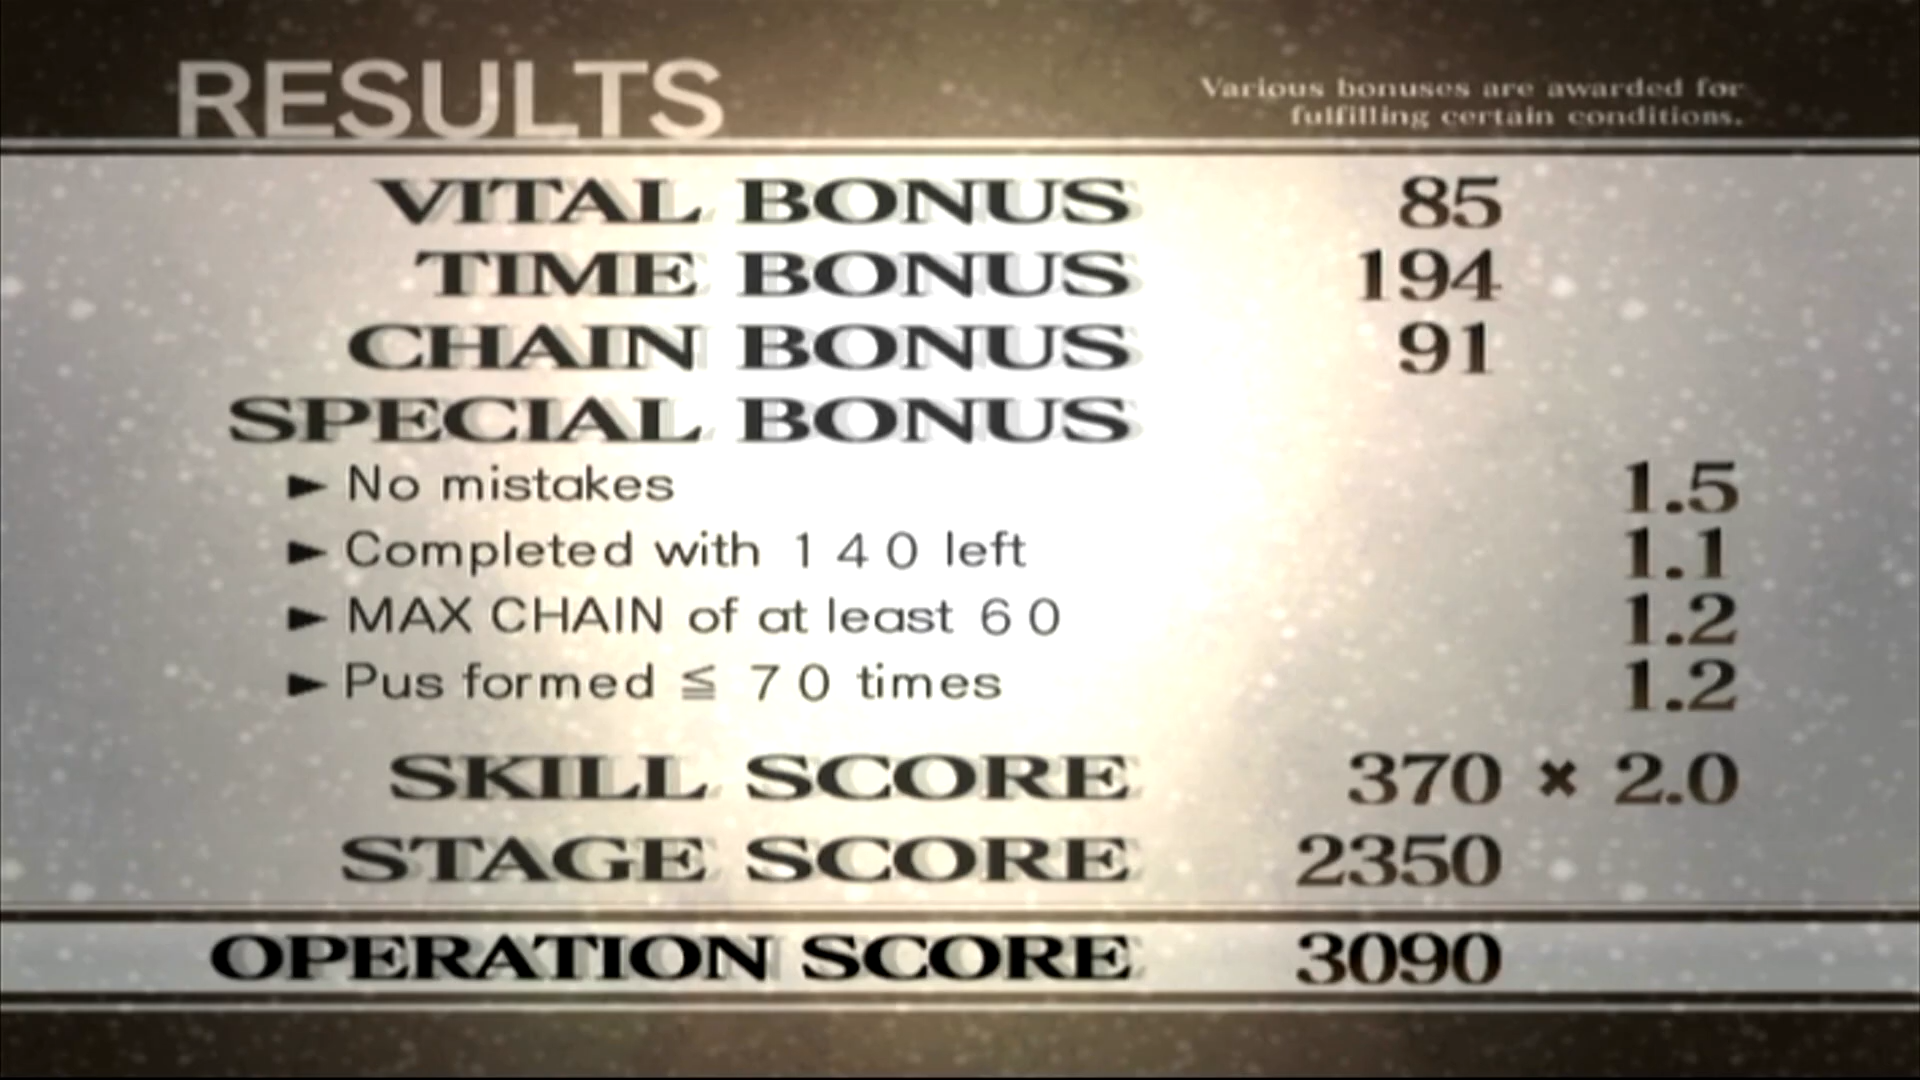 RESULTS
Various bonuses are awarded for
fulfilling certain conditions.
VITAL BONUS 85
TIME BONUS 194
CHAIN BONUS 91
SPECIAL BONUS
► No mistakes 1.5
► Completed with 140 left 1.1
► MAX CHAIN of at least 60 1.2
► Pus formed ≦ 70 times 1.2
SKILL SCORE 370 × 2.0
STAGE SCORE 2350
OPERATION SCORE 3090